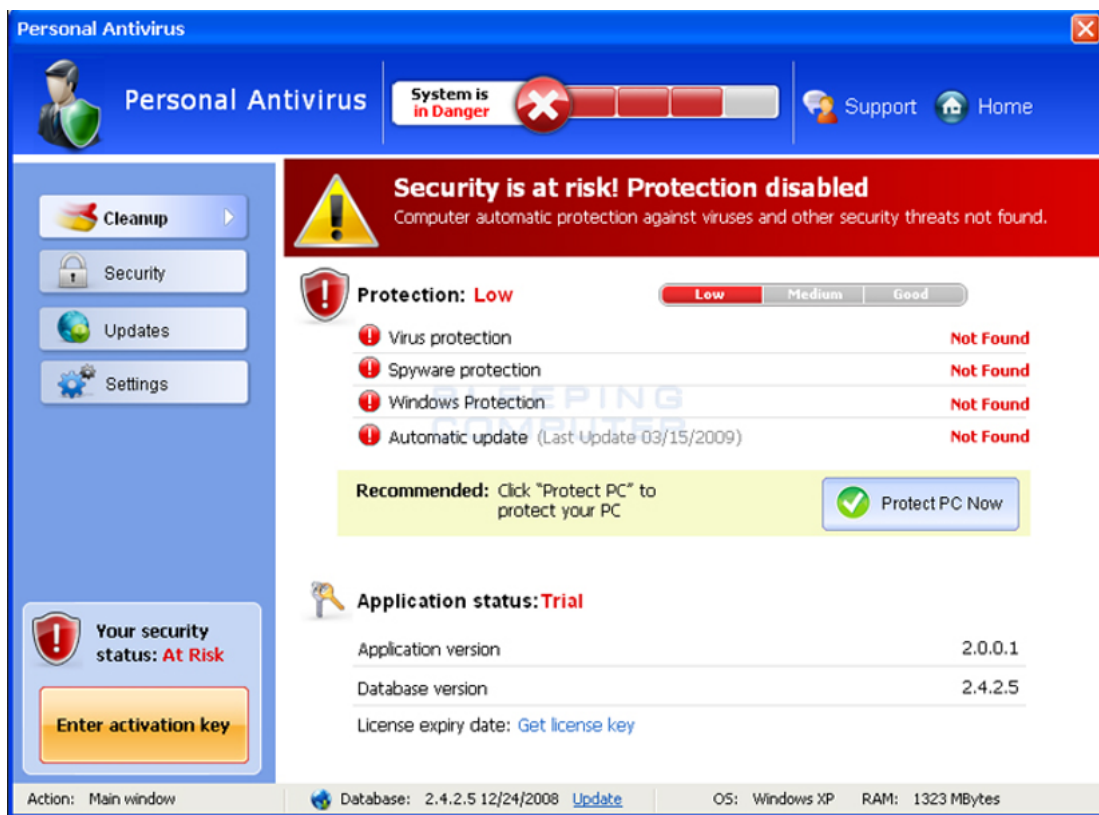 Personal Antivirus
Personal Antivirus
System is
in Danger
Support
Home
Cleanup
Security
Updates
Settings
Security is at risk! Protection disabled
Computer automatic protection against viruses and other security threats not found.
Protection: Low
Low Medium Good
Virus protection Not Found
Spyware protection Not Found
Windows Protection Not Found
Automatic update (Last Update 03/15/2009) Not Found
BLEEPING
COMPUTER
Recommended: Click "Protect PC" to
protect your PC
Protect PC Now
Application status: Trial
Application version 2.0.0.1
Database version 2.4.2.5
License expiry date: Get license key
Your security
status: At Risk
Enter activation key
Action: Main window Database: 2.4.2.5 12/24/2008 Update OS: Windows XP RAM: 1323 MBytes